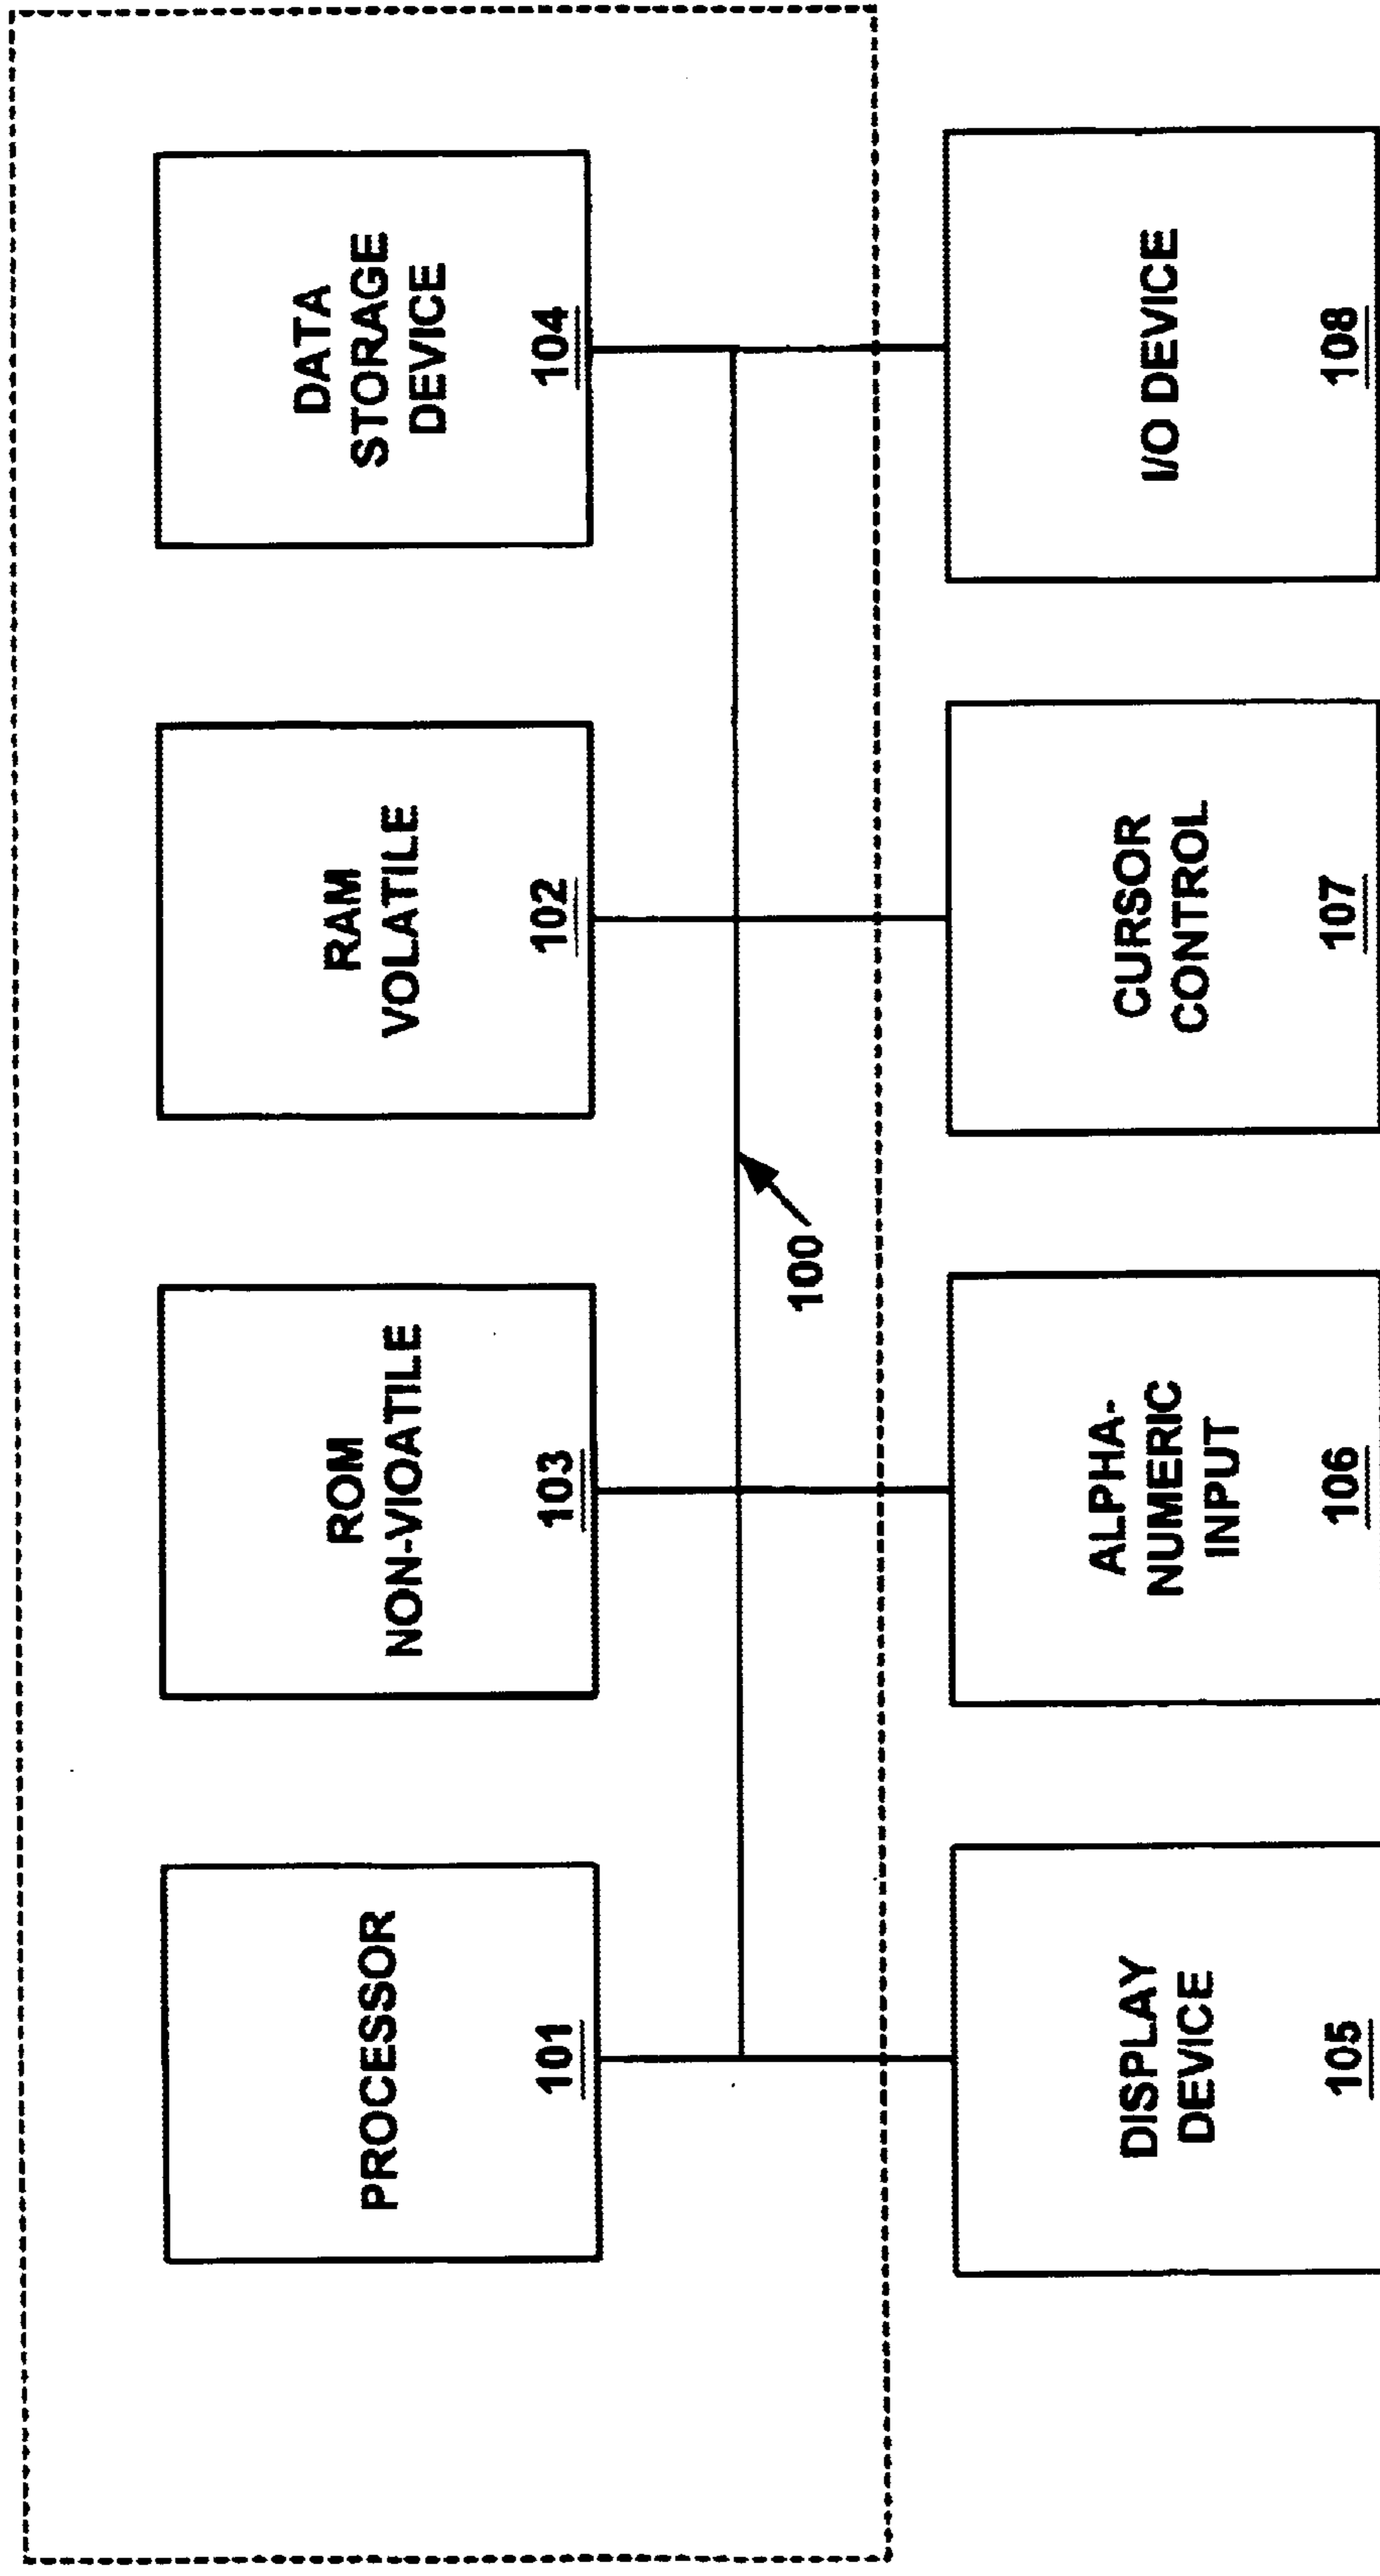 PROCESSOR
101
ROM
NON-VIOATILE
103
RAM
VOLATILE
102
DATA
STORAGE
DEVICE
104
100
DISPLAY
DEVICE
105
ALPHA-
NUMERIC
INPUT
106
CURSOR
CONTROL
107
I/O DEVICE
108